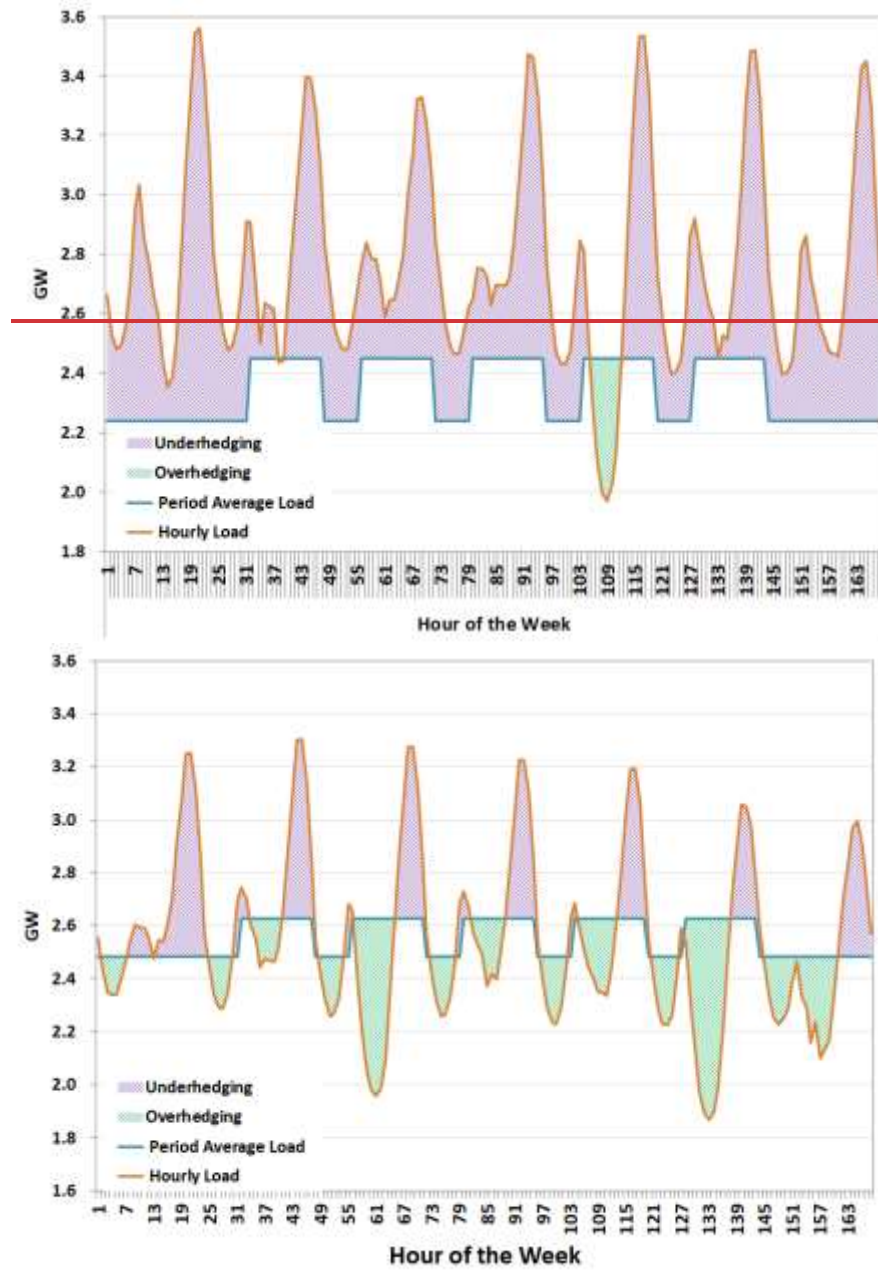 3.6
3.4
3.2
3.0
2.8
2.6
2.4
2.2
2.0
1.8
GW
Underhedging
Overhedging
Period Average Load
Hourly Load
1 7 13 19 25 31 37 43 49 55 61 67 73 79 85 91 97 103 109 115 121 127 133 139 145 151 157 163
Hour of the Week
3.6
3.4
3.2
3.0
2.8
2.6
2.4
2.2
2.0
1.8
1.6
GW
Underhedging
Overhedging
Period Average Load
Hourly Load
1 7 13 19 25 31 37 43 49 55 61 67 73 79 85 91 97 103 109 115 121 127 133 139 145 151 157 163
Hour of the Week